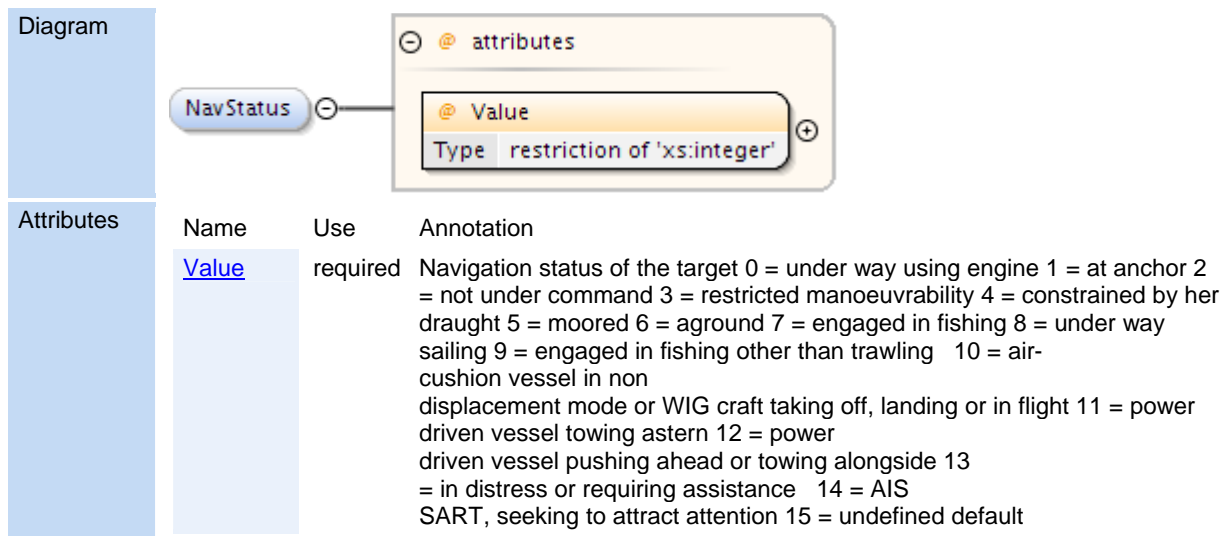 Diagram
@ attributes
NavStatus
@ Value
Type restriction of 'xs:integer'
Attributes
Name Use Annotation
Value required Navigation status of the target 0 = under way using engine 1 = at anchor 2
= not under command 3 = restricted manoeuvrability 4 = constrained by her
draught 5 = moored 6 = aground 7 = engaged in fishing 8 = under way
sailing 9 = engaged in fishing other than trawling 10 = air-
cushion vessel in non
displacement mode or WIG craft taking off, landing or in flight 11 = power
driven vessel towing astern 12 = power
driven vessel pushing ahead or towing alongside 13
= in distress or requiring assistance 14 = AIS
SART, seeking to attract attention 15 = undefined default